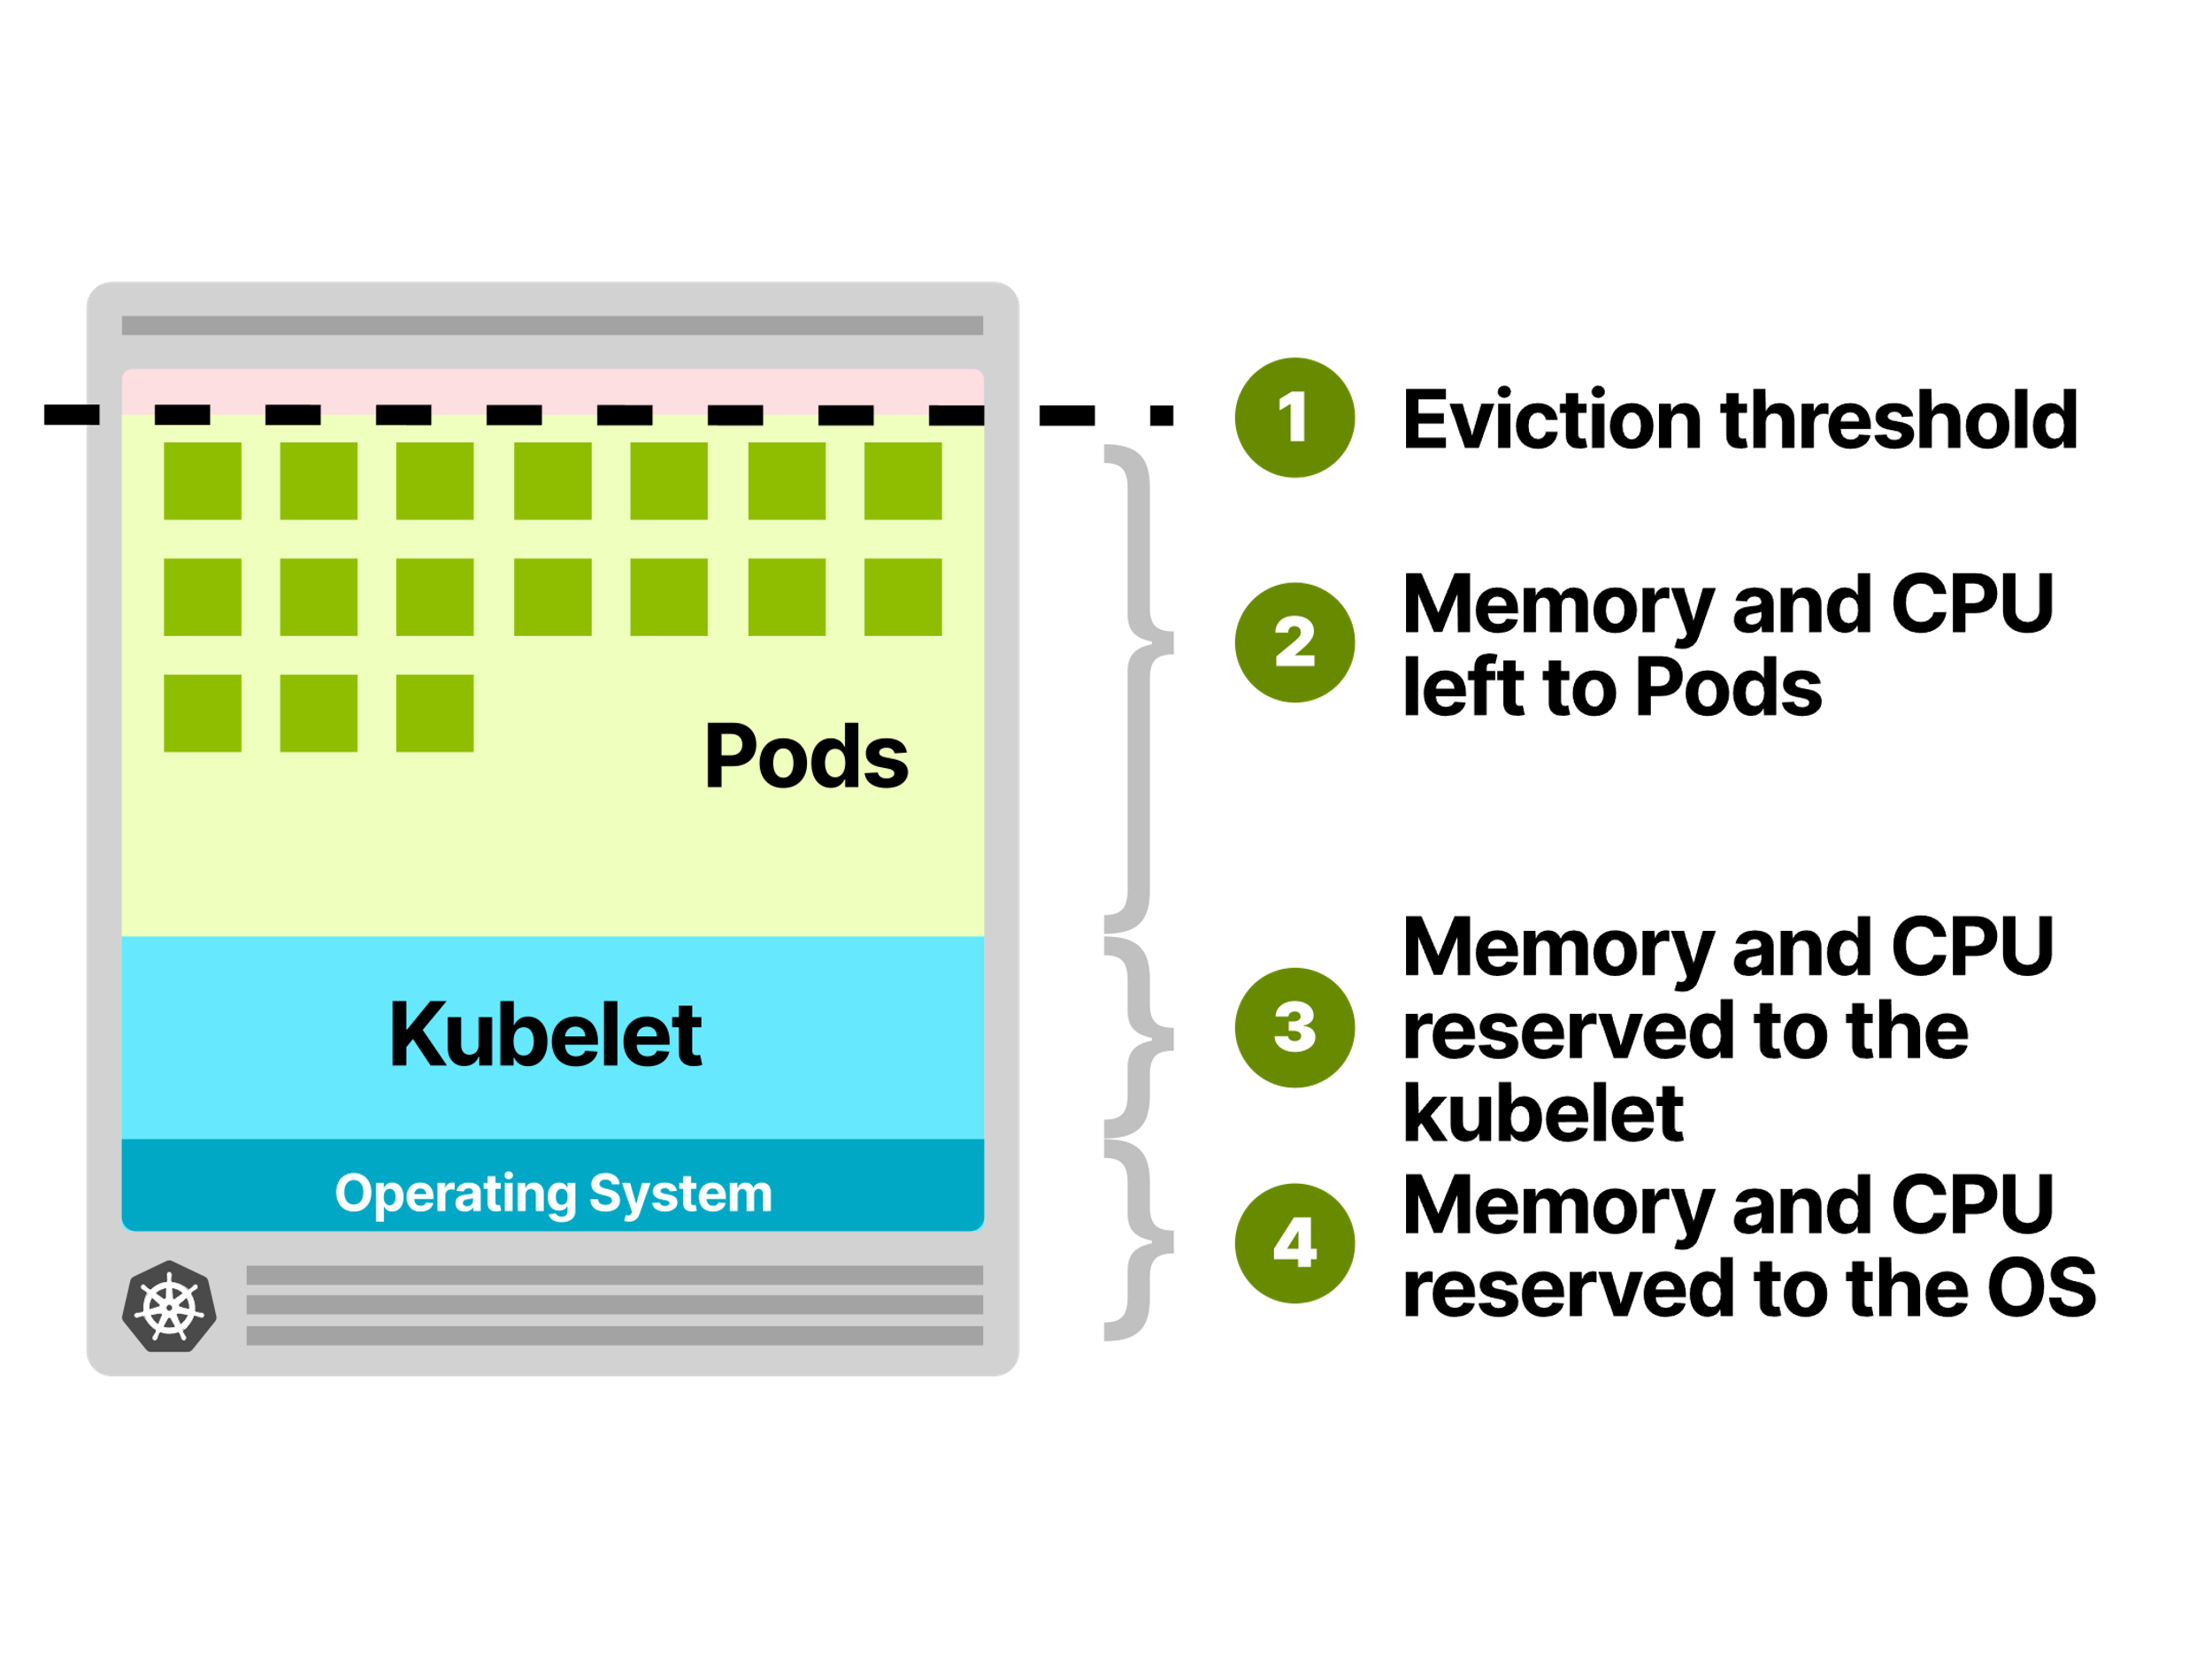 1
Eviction threshold
2
Memory and CPU
left to Pods
Pods
3
Memory and CPU
reserved to the
kubelet
Kubelet
4
Memory and CPU
reserved to the OS
Operating System